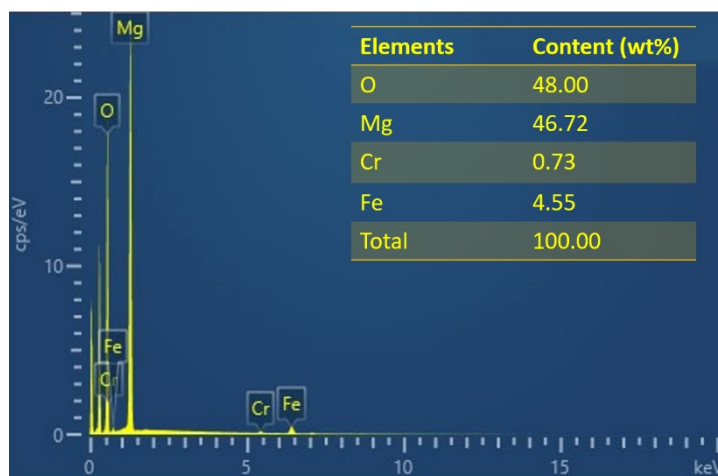 Mg
Elements Content (wt%)
O 48.00
Mg 46.72
Cr 0.73
Fe 4.55
Total 100.00
20
O
cps/eV
10
Fe
Cr
Cr Fe
0
0 5 10 15 keV